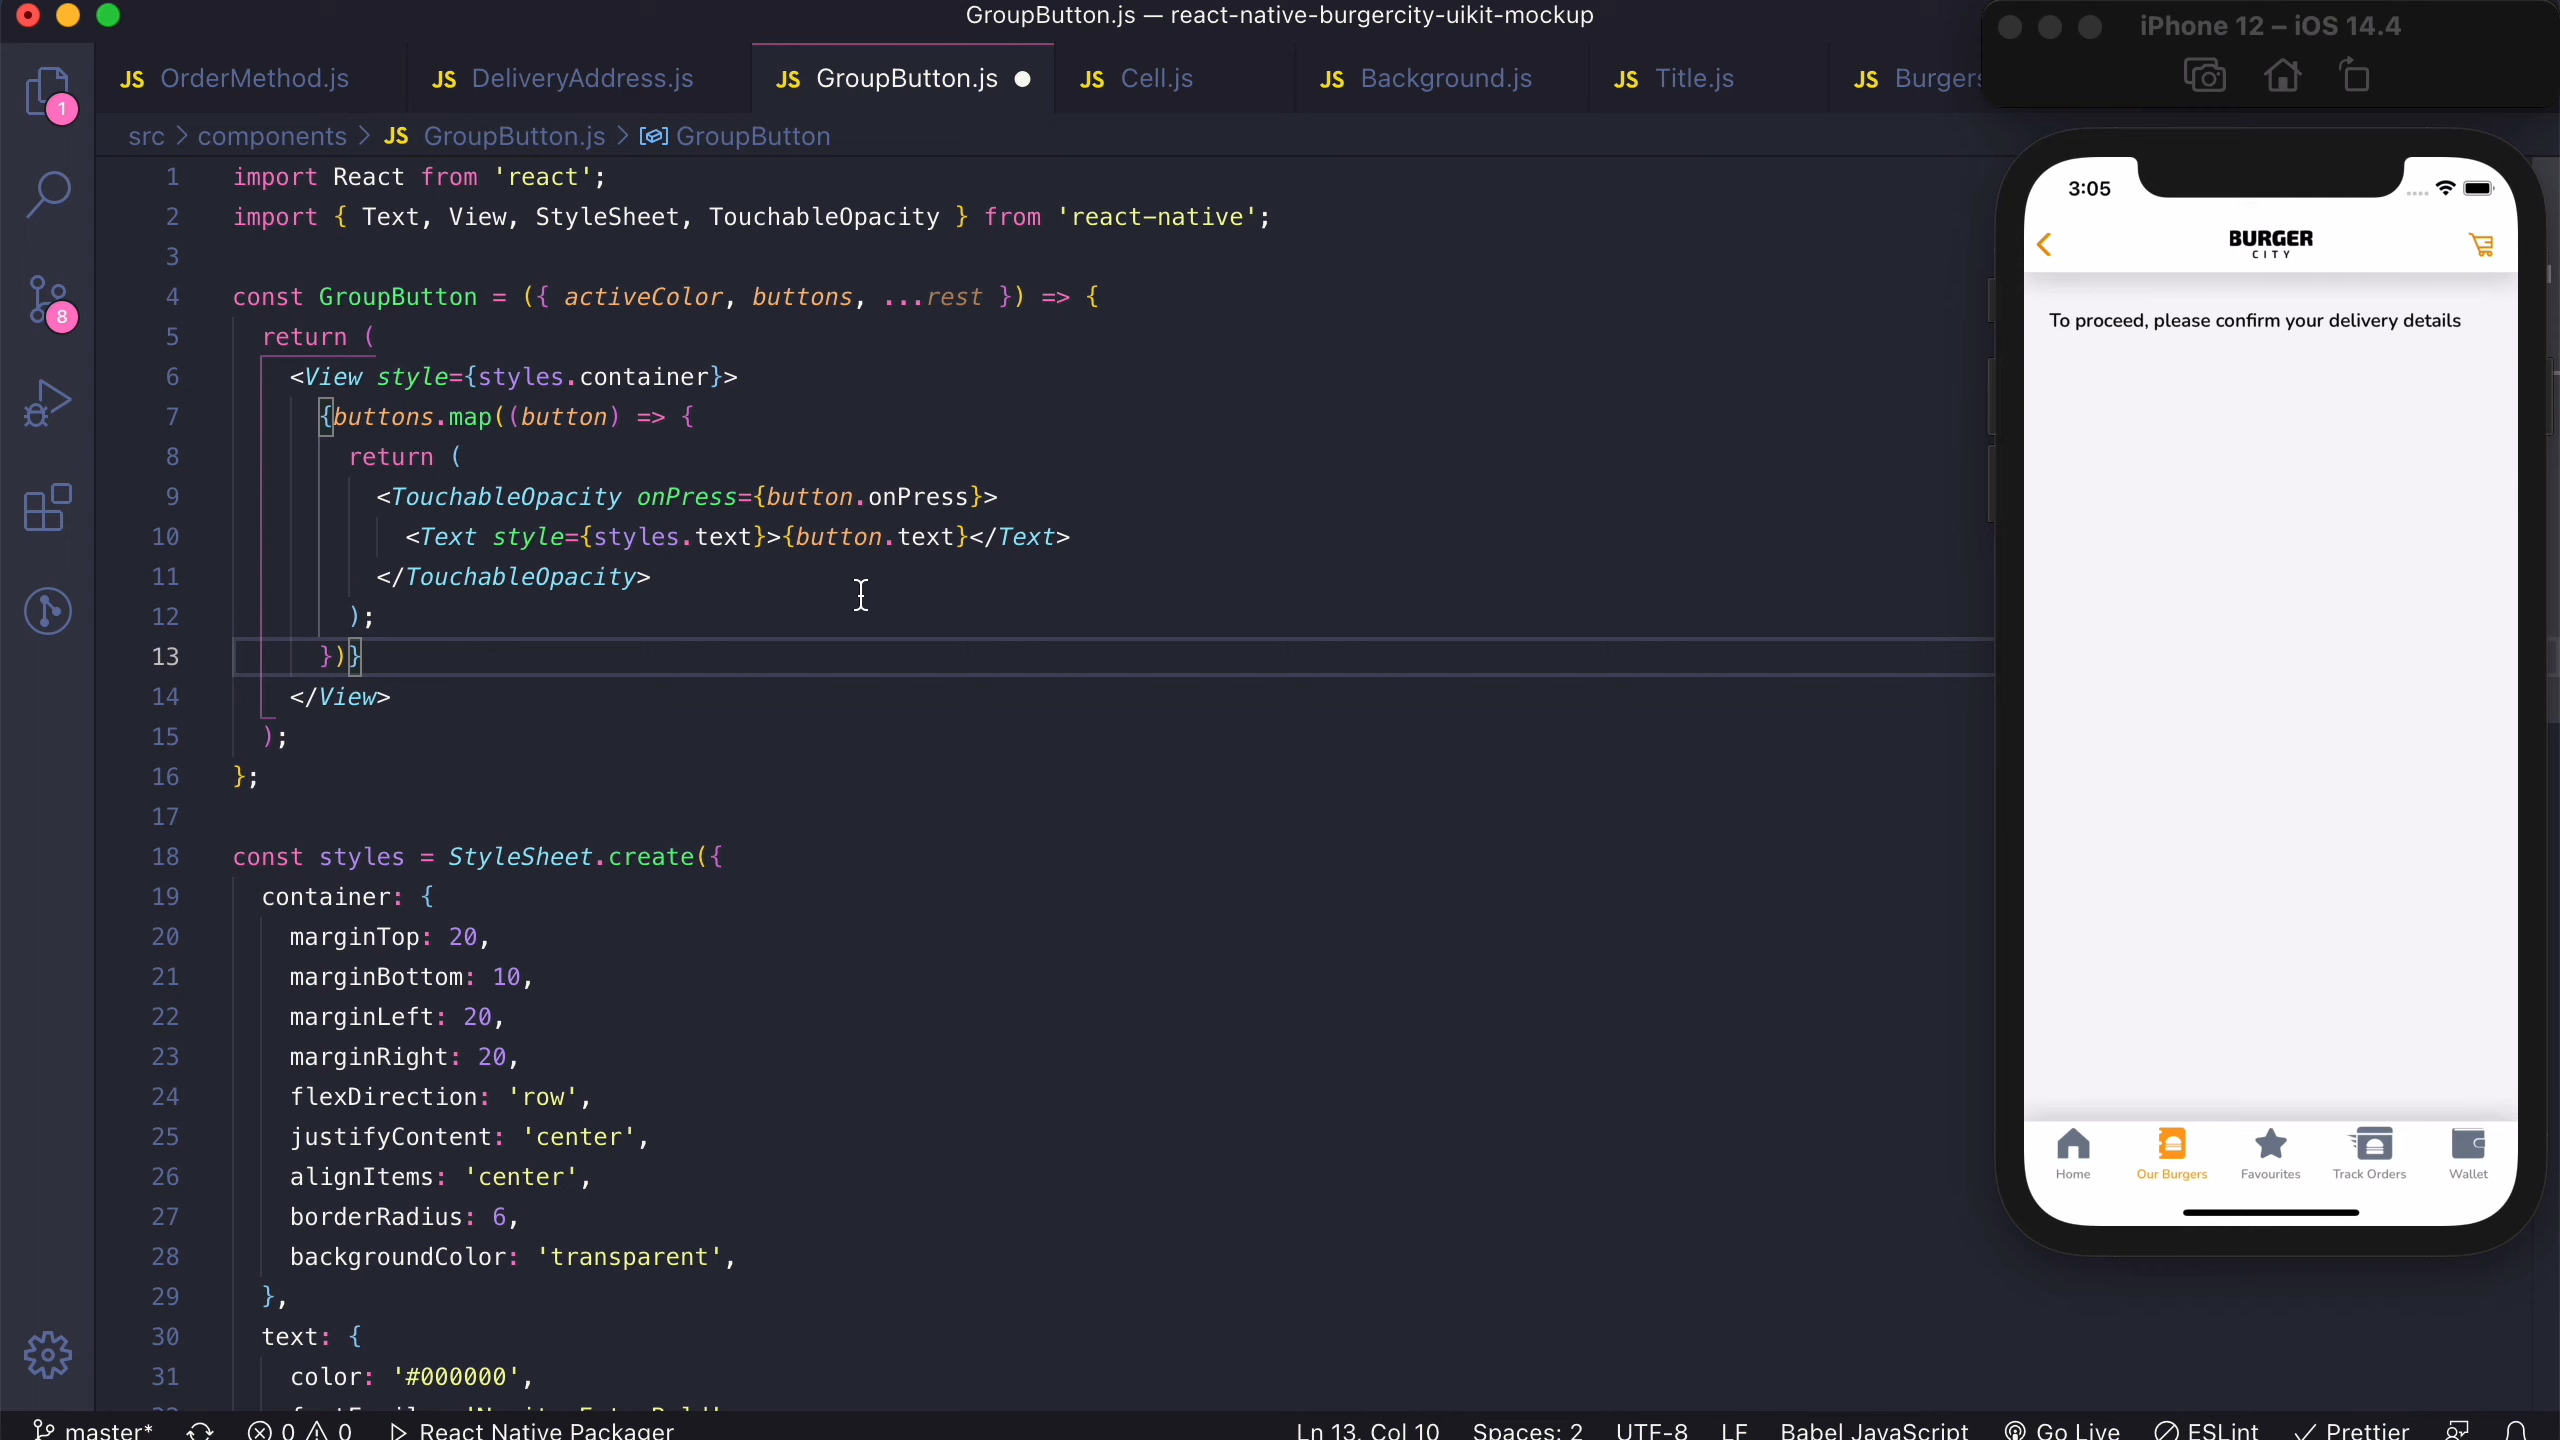 GroupButton.js — react-native-burgercity-uikit-mockup
JS OrderMethod.js JS DeliveryAddress.js JS GroupButton.js JS Cell.js JS Background.js JS Title.js JS Burgers
1
8
src > components > JS GroupButton.js > GroupButton
1 import React from 'react';
2 import { Text, View, StyleSheet, TouchableOpacity } from 'react-native';
3
4 const GroupButton = ({ activeColor, buttons, ...rest }) => {
5 return (
6 <View style={styles.container}>
7 {buttons.map((button) => {
8 return (
9 <TouchableOpacity onPress={button.onPress}>
10 <Text style={styles.text}>{button.text}</Text>
11 </TouchableOpacity>
12 );
13 })}
14 </View>
15 );
16 };
17
18 const styles = StyleSheet.create({
19 container: {
20 marginTop: 20,
21 marginBottom: 10,
22 marginLeft: 20,
23 marginRight: 20,
24 flexDirection: 'row',
25 justifyContent: 'center',
26 alignItems: 'center',
27 borderRadius: 6,
28 backgroundColor: 'transparent',
29 },
30 text: {
31 color: '#000000',
master* 0 0 React Native Packager Ln 13, Col 10 Spaces: 2 UTF-8 LF Babel JavaScript Go Live ESLint Prettier
iPhone 12 – iOS 14.4
3:05
BURGER
CITY
To proceed, please confirm your delivery details
Home Our Burgers Favourites Track Orders Wallet